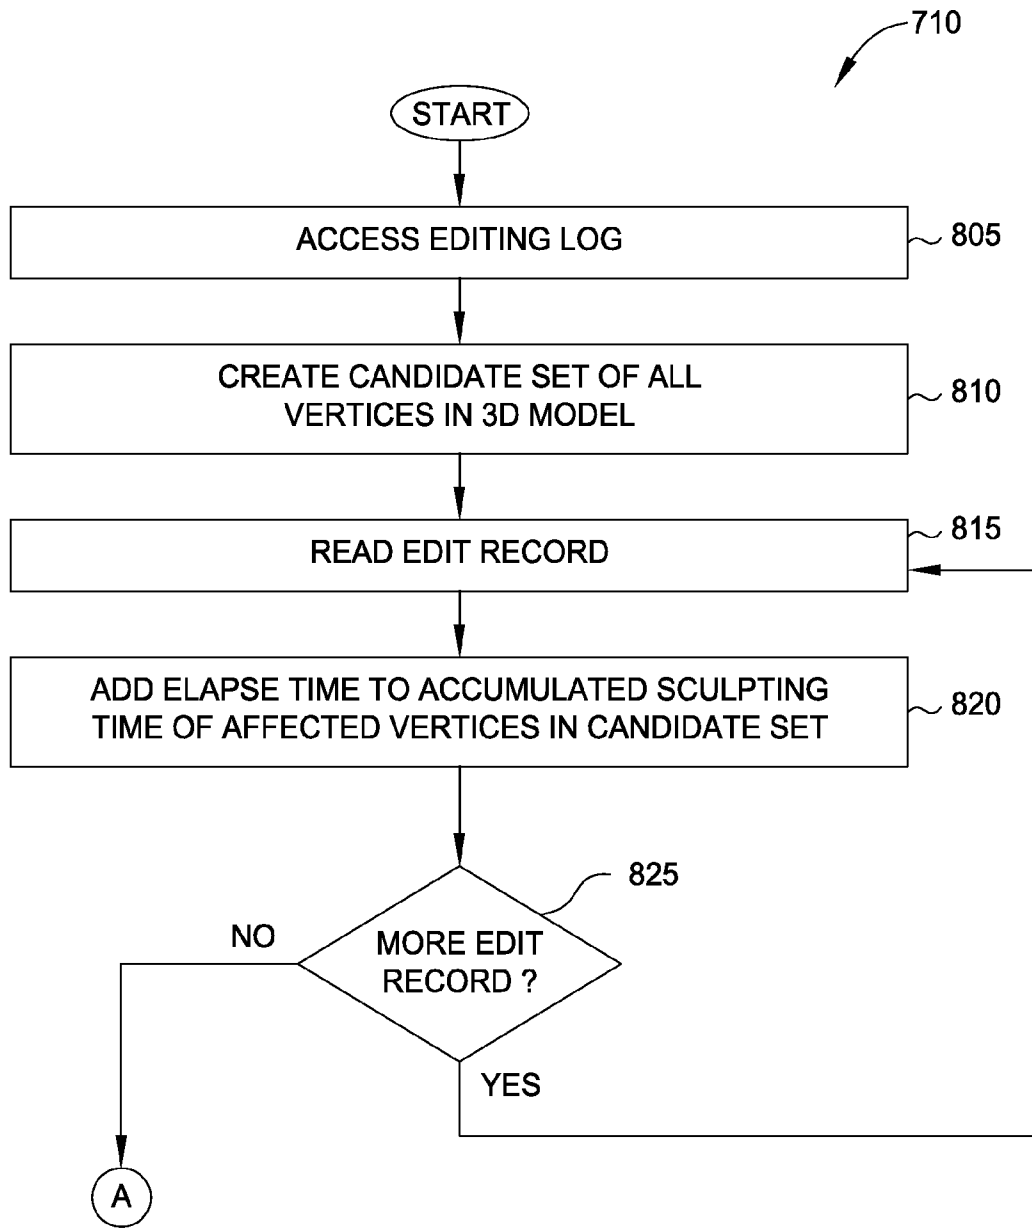 710
START
ACCESS EDITING LOG
805
CREATE CANDIDATE SET OF ALL
VERTICES IN 3D MODEL
810
READ EDIT RECORD
815
ADD ELAPSE TIME TO ACCUMULATED SCULPTING
TIME OF AFFECTED VERTICES IN CANDIDATE SET
820
825
NO
MORE EDIT
RECORD ?
YES
A